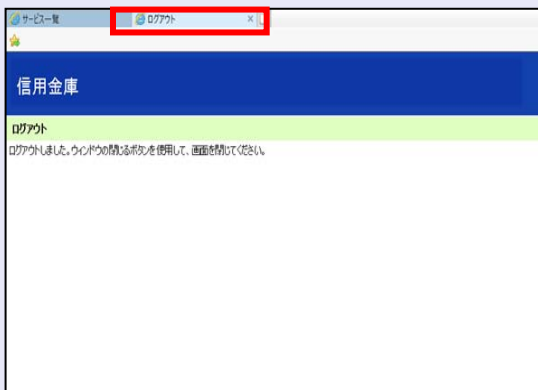 サービス一覧
ログアウト
信用金庫
ログアウト
ログアウトしました。ウィンドウの閉じるボタンを使用して、画面を閉じてください。